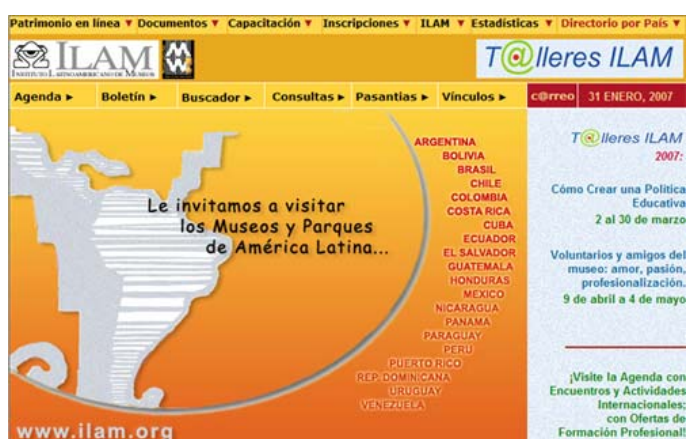 Patrimonio en línea ▼ Documentos ▼ Capacitación ▼ Inscripciones ▼ ILAM ▼ Estadísticas ▼ Directorio por País ▼
ILAM
INSTITUTO LATINOAMERICANO DE MUSEOS
T@lleres ILAM
Agenda ► Boletín ► Buscador ► Consultas ► Pasantias ► Vínculos ► c@rreo 31 ENERO, 2007
Le invitamos a visitar
los Museos y Parques
de América Latina...
ARGENTINA
BOLIVIA
BRASIL
CHILE
COLOMBIA
COSTA RICA
CUBA
ECUADOR
EL SALVADOR
GUATEMALA
HONDURAS
MEXICO
NICARAGUA
PANAMA
PARAGUAY
PERÚ
PUERTO RICO
REP. DOMINICANA
URUGUAY
VENEZUELA
www.ilam.org
T@lleres ILAM
2007:
Cómo Crear una Política
Educativa
2 al 30 de marzo
Voluntarios y amigos del
museo: amor, pasión,
profesionalización.
9 de abril a 4 de mayo
¡Visite la Agenda con
Encuentros y Actividades
Internacionales;
con Ofertas de
Formación Profesional!